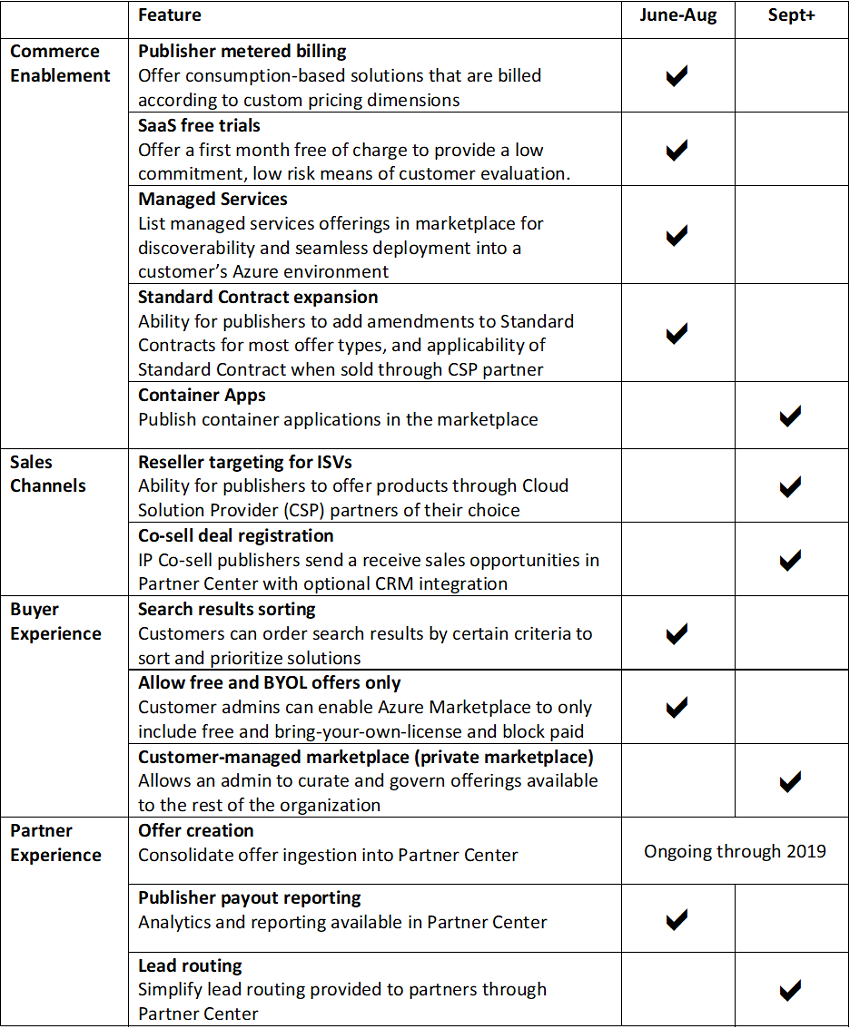 Feature June-Aug Sept+
Commerce Enablement
Publisher metered billing
Offer consumption-based solutions that are billed
according to custom pricing dimensions
✔
SaaS free trials
Offer a first month free of charge to provide a low
commitment, low risk means of customer evaluation.
✔
Managed Services
List managed services offerings in marketplace for
discoverability and seamless deployment into a
customer’s Azure environment
✔
Standard Contract expansion
Ability for publishers to add amendments to Standard
Contracts for most offer types, and applicability of
Standard Contract when sold through CSP partner
✔
Container Apps
Publish container applications in the marketplace
✔
Sales
Channels
Reseller targeting for ISVs
Ability for publishers to offer products through Cloud
Solution Provider (CSP) partners of their choice
✔
Co-sell deal registration
IP Co-sell publishers send a receive sales opportunities in
Partner Center with optional CRM integration
✔
Buyer
Experience
Search results sorting
Customers can order search results by certain criteria to
sort and prioritize solutions
✔
Allow free and BYOL offers only
Customer admins can enable Azure Marketplace to only
include free and bring-your-own-license and block paid
✔
Customer-managed marketplace (private marketplace)
Allows an admin to curate and govern offerings available
to the rest of the organization
✔
Partner
Experience
Offer creation
Consolidate offer ingestion into Partner Center
Ongoing through 2019
Publisher payout reporting
Analytics and reporting available in Partner Center
✔
Lead routing
Simplify lead routing provided to partners through
Partner Center
✔